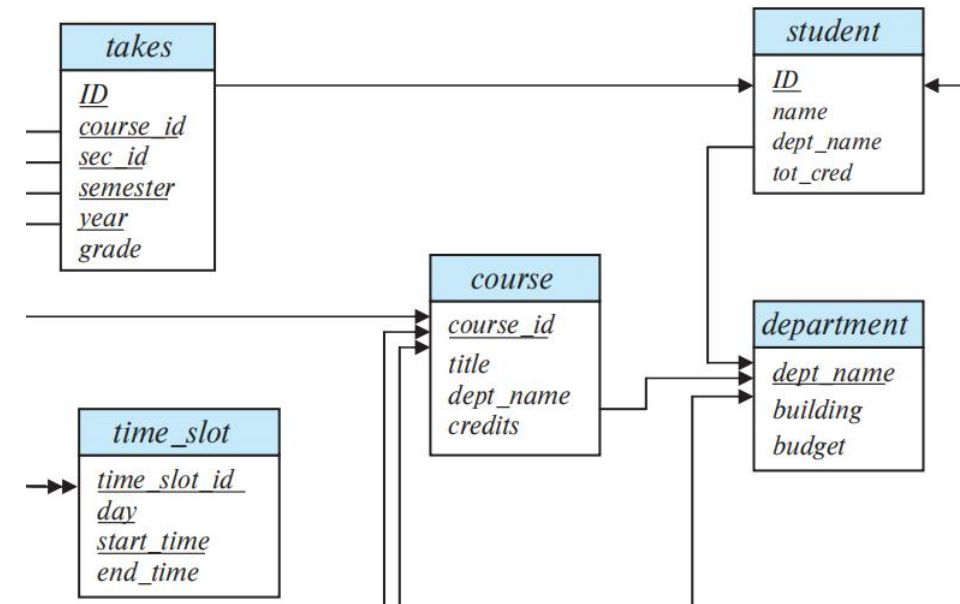 takes
ID
course_id
sec_id
semester
year
grade
student
ID
name
dept_name
tot_cred
course
course_id
title
dept_name
credits
department
dept_name
building
budget
time_slot
time_slot_id
day
start_time
end_time